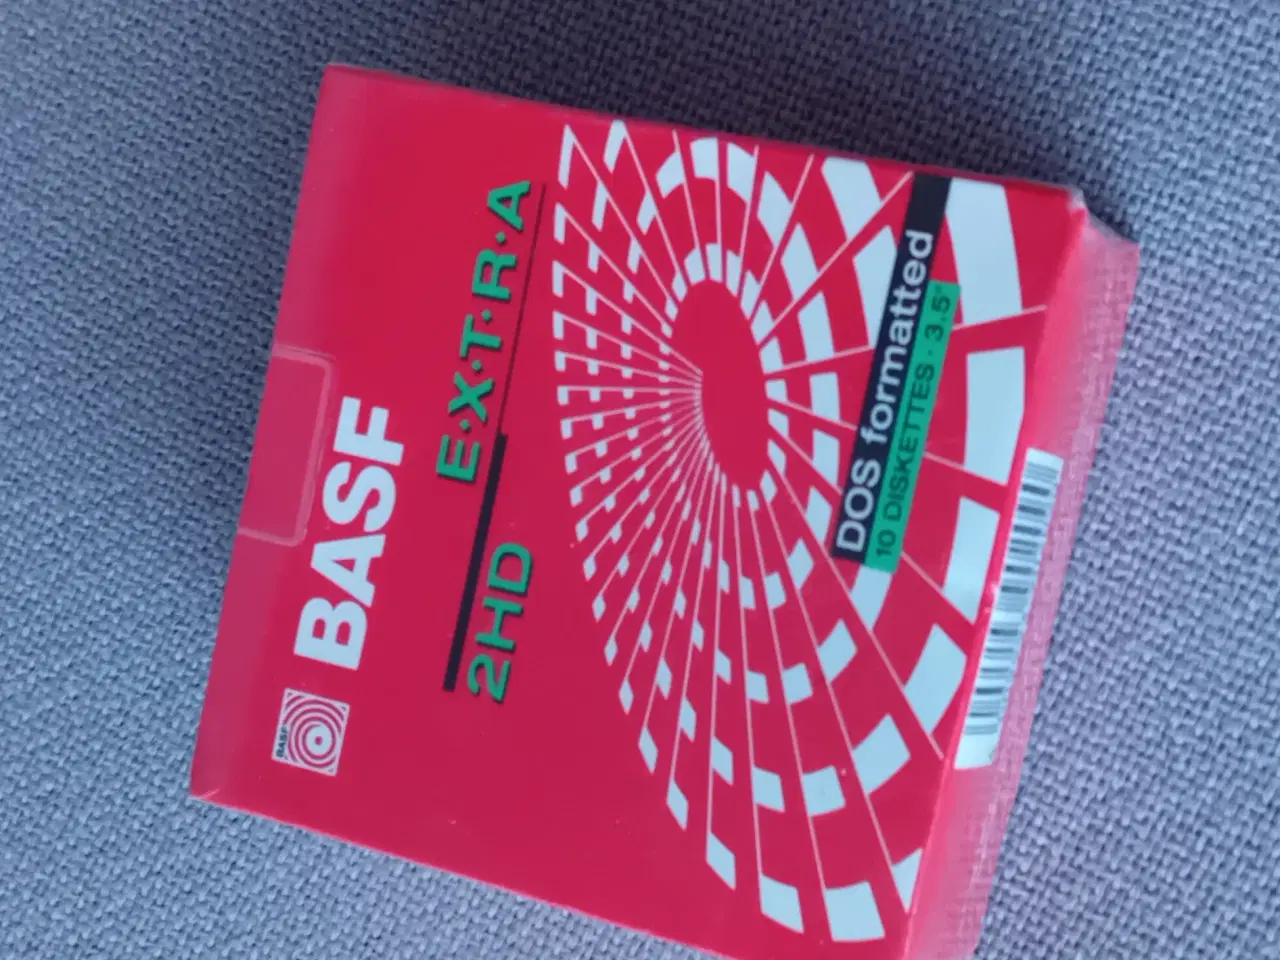 BASF
BASF
E·X·T·R·A
2HD
DOS formatted
10 DISKETTES · 3.5"